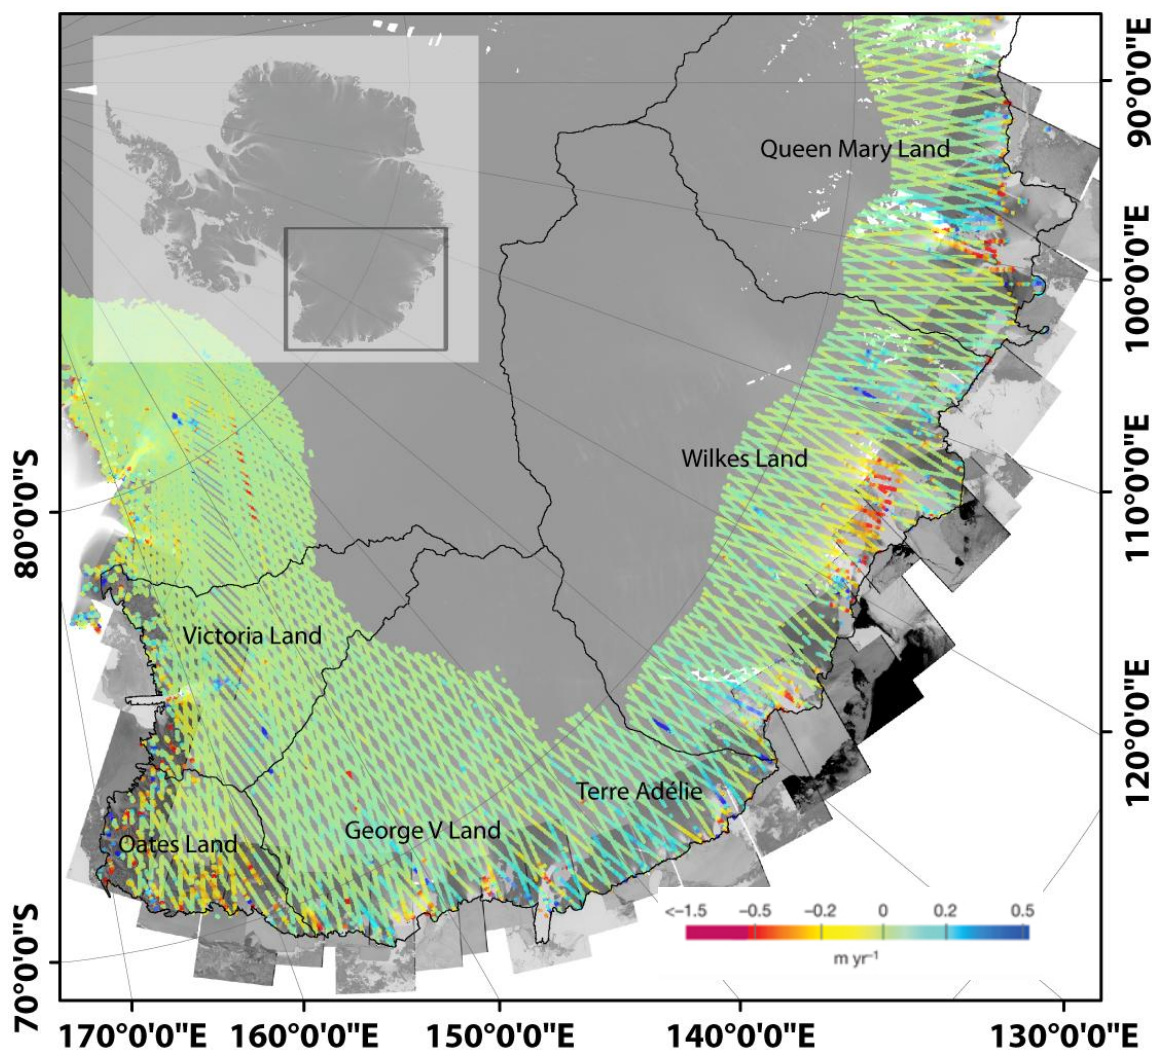 Queen Mary Land
Wilkes Land
Victoria Land
Terre Adélie
George V Land
Oates Land
<−1.5 −0.5 −0.2 0 0.2 0.5
m yr⁻¹
90°0'0"E
100°0'0"E
110°0'0"E
120°0'0"E
80°0'0"S
70°0'0"S
170°0'0"E 160°0'0"E 150°0'0"E 140°0'0"E 130°0'0"E